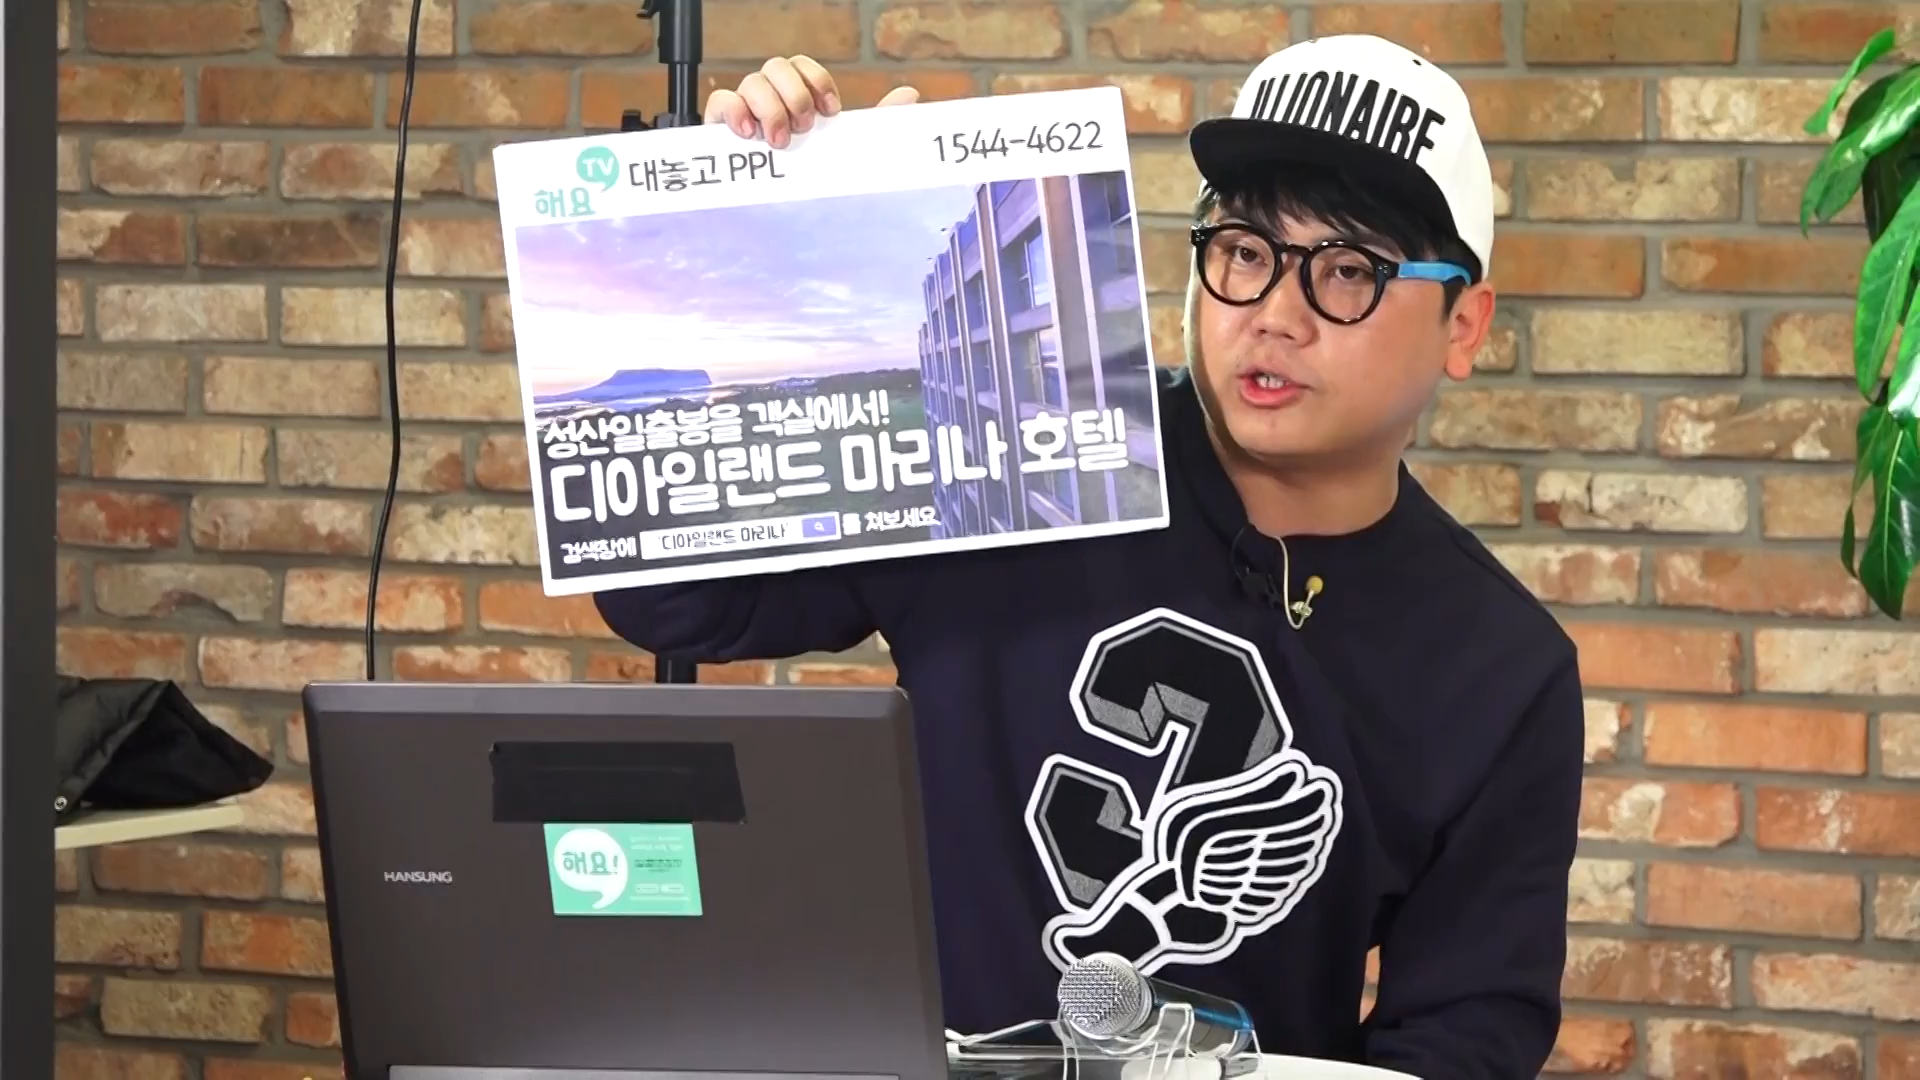 TV
해요
대놓고 PPL
1544-4622
성산일출봉을 객실에서!
디아일랜드 마리나 호텔
검색창에 '디아일랜드 마리나' 를 쳐보세요
ILLIONAIRE
HANSUNG
해요!